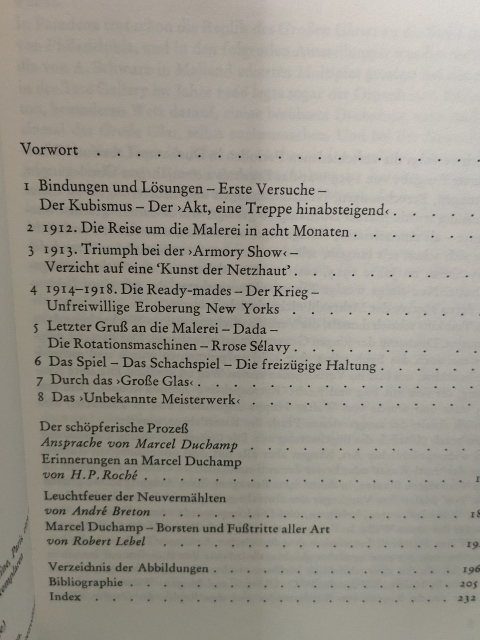 Vorwort . . . . . . . . . . . . . . .
1 Bindungen und Lösungen – Erste Versuche –
Der Kubismus – Der ›Akt, eine Treppe hinabsteigend‹ . . . .
2 1912. Die Reise um die Malerei in acht Monaten . . . . .
3 1913. Triumph bei der ›Armory Show‹ –
Verzicht auf eine ‘Kunst der Netzhaut’ . . . . . . .
4 1914–1918. Die Ready-mades – Der Krieg –
Unfreiwillige Eroberung New Yorks . . . . . . .
5 Letzter Gruß an die Malerei – Dada –
Die Rotationsmaschinen – Rrose Sélavy . . . . . .
6 Das Spiel – Das Schachspiel – Die freizügige Haltung . . . .
7 Durch das ›Große Glas‹ . . . . . . . . . .
8 Das ›Unbekannte Meisterwerk‹ . . . . . . . .
Der schöpferische Prozeß
Ansprache von Marcel Duchamp . . . . . . . .
Erinnerungen an Marcel Duchamp
von H. P. Roché . . . . . . . . . . . .
Leuchtfeuer der Neuvermählten
von André Breton . . . . . . . . . . .
Marcel Duchamp – Borsten und Fußtritte aller Art
von Robert Lebel . . . . . . . . . . .
Verzeichnis der Abbildungen . . . . . . . . 196
Bibliographie . . . . . . . . . . . . 205
Index . . . . . . . . . . . . . . 232